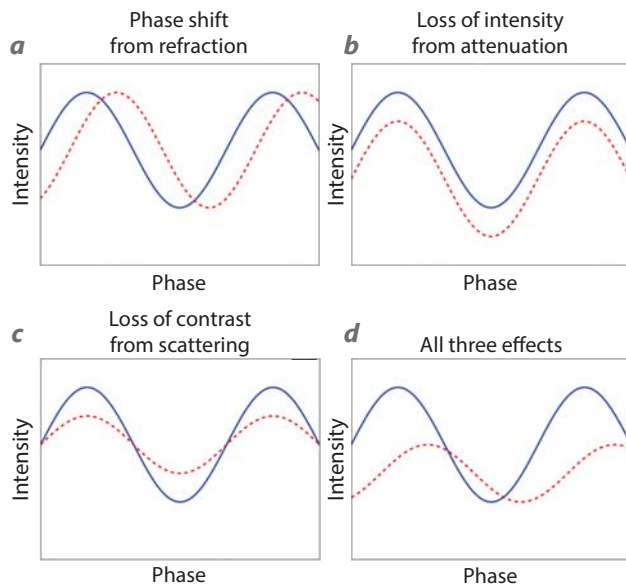 a
Phase shift
from refraction
Intensity
Phase
b
Loss of intensity
from attenuation
Intensity
Phase
c
Loss of contrast
from scattering
Intensity
Phase
d
All three effects
Intensity
Phase